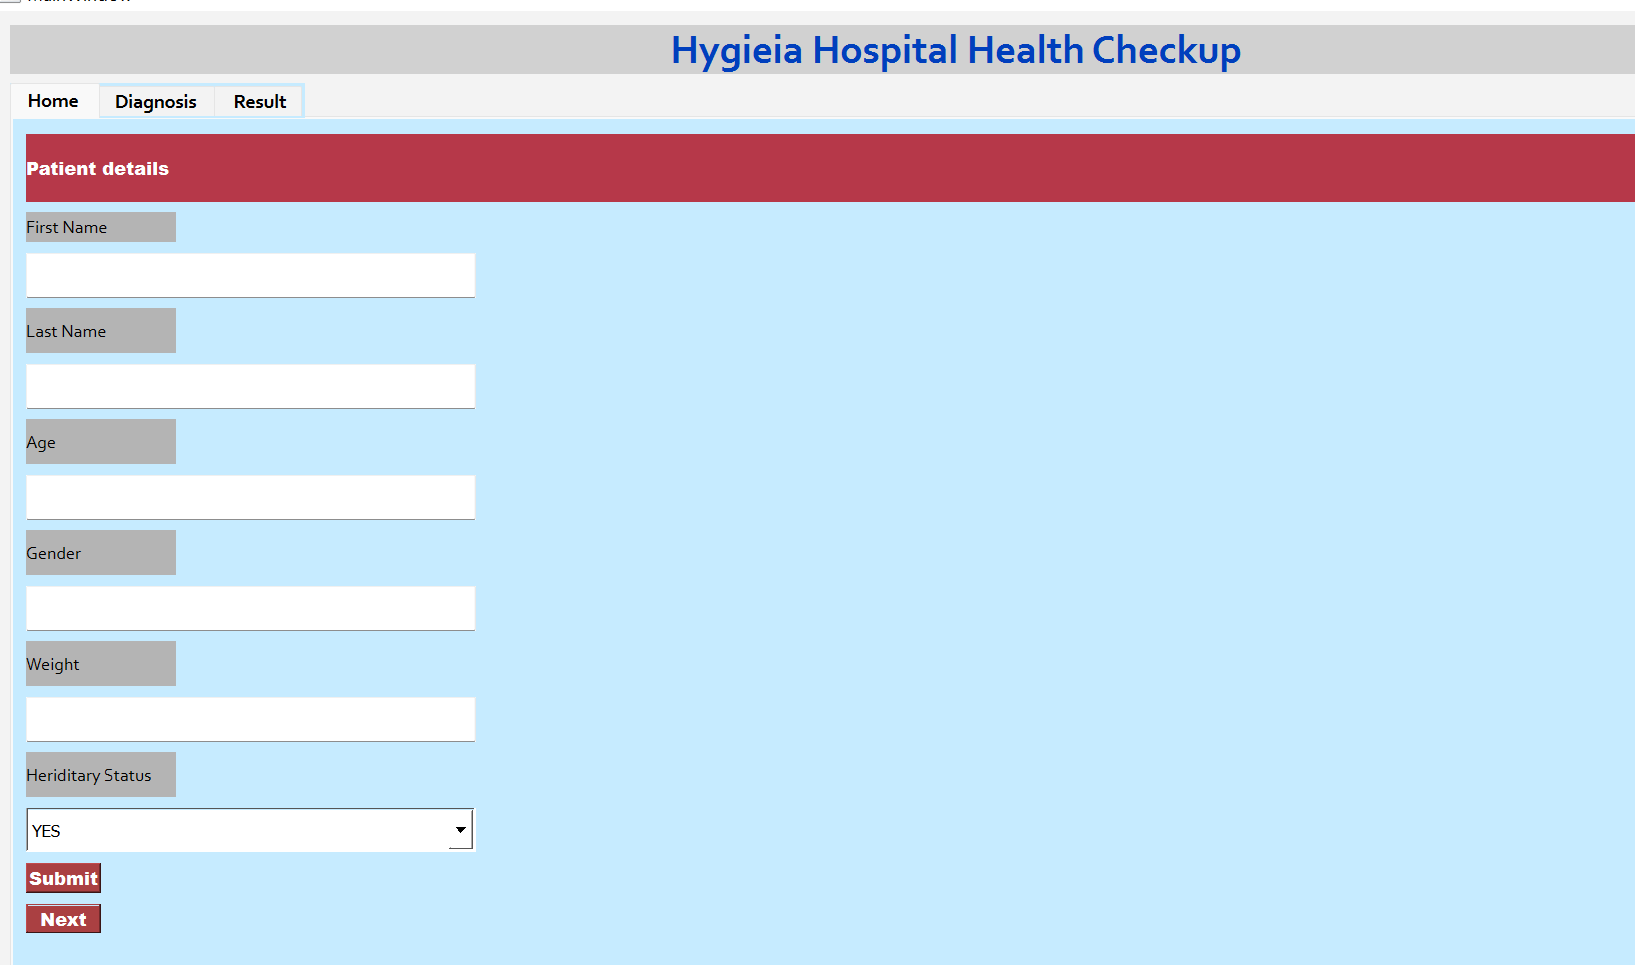 Hygieia Hospital Health Checkup
Home Diagnosis Result
Patient details
First Name
Last Name
Age
Gender
Weight
Heriditary Status
YES
Submit
Next